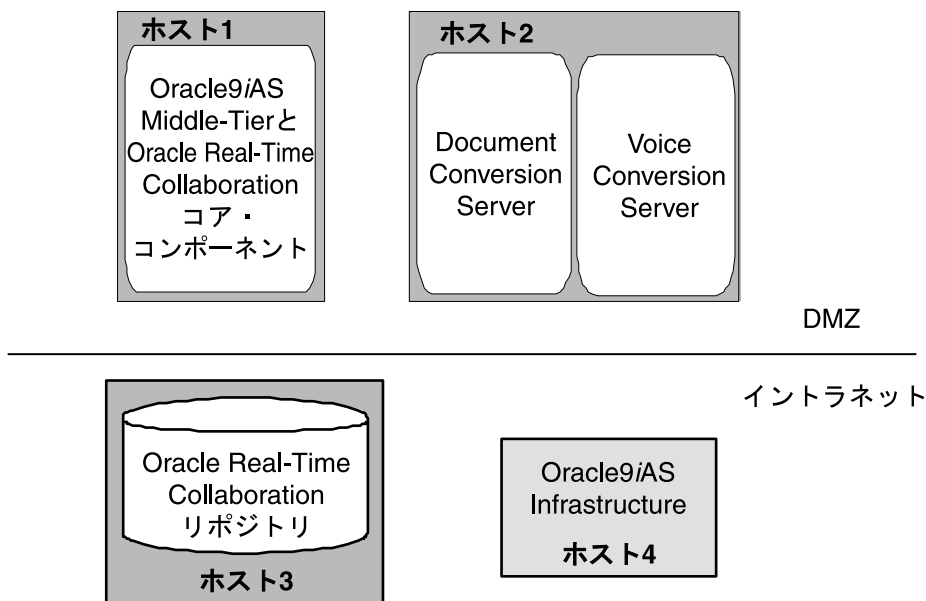 ホスト1
Oracle9iAS
Middle-Tierと
Oracle Real-Time
Collaboration
コア・
コンポーネント
ホスト2
Document
Conversion
Server
Voice
Conversion
Server
DMZ
イントラネット
Oracle Real-Time
Collaboration
リポジトリ
ホスト3
Oracle9iAS
Infrastructure
ホスト4